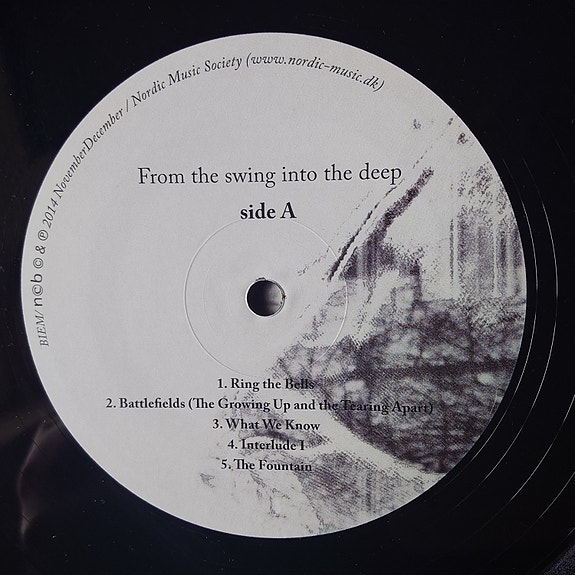 BIEM/ n©b © & ℗ 2014 NovemberDecember / Nordic Music Society (www.nordic-music.dk)
From the swing into the deep
side A
1. Ring the Bells
2. Battlefields (The Growing Up and the Tearing Apart)
3. What We Know
4. Interlude I
5. The Fountain